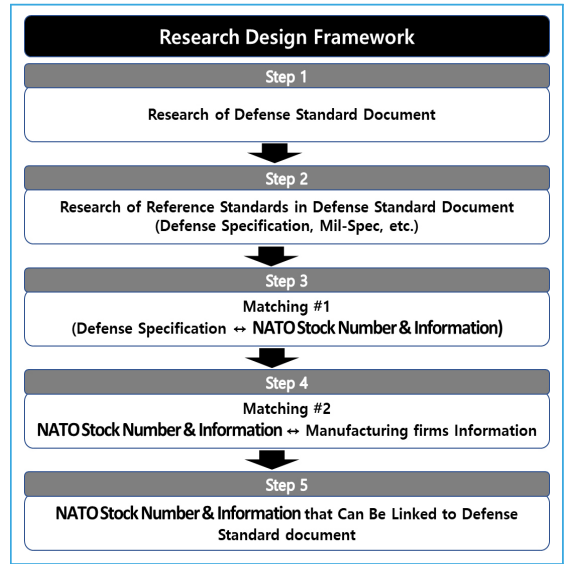 Research Design Framework
Step 1
Research of Defense Standard Document
Step 2
Research of Reference Standards in Defense Standard Document
(Defense Specification, Mil-Spec, etc.)
Step 3
Matching #1
(Defense Specification ↔ NATO Stock Number & Information)
Step 4
Matching #2
NATO Stock Number & Information ↔ Manufacturing firms Information
Step 5
NATO Stock Number & Information that Can Be Linked to Defense
Standard document